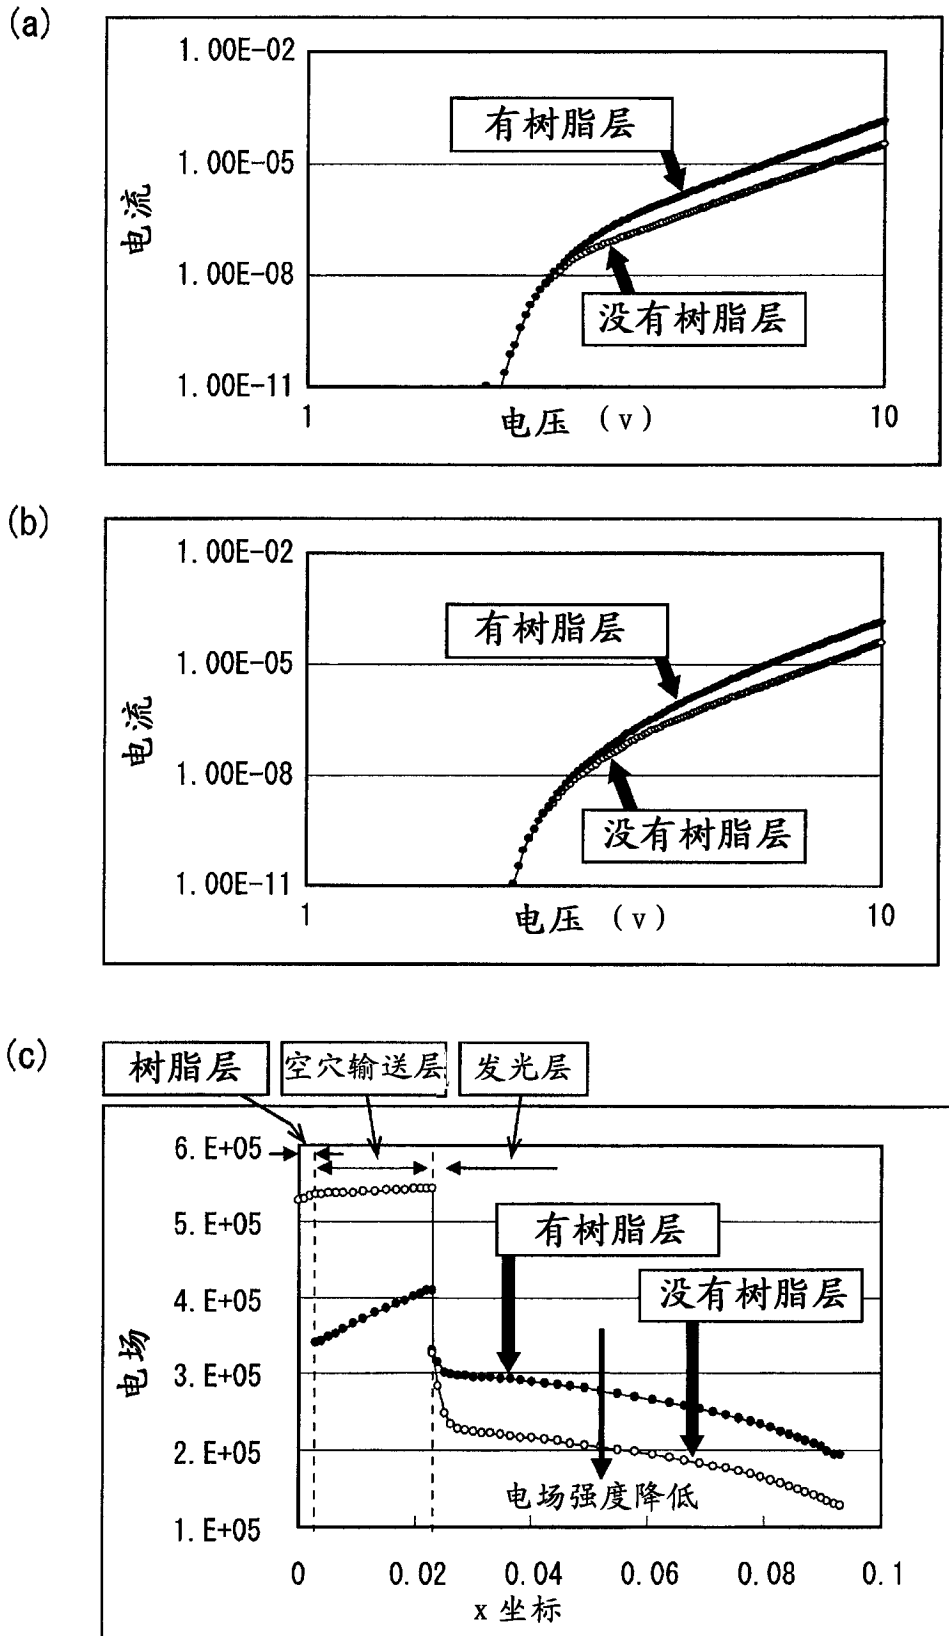 (a)
1.00E-02
有树脂层
1.00E-05
电流
1.00E-08
没有树脂层
1.00E-11
1
电压 (v)
10
(b)
1.00E-02
有树脂层
1.00E-05
电流
1.00E-08
没有树脂层
1.00E-11
1
电压 (v)
10
(c)
树脂层
空穴输送层
发光层
6.E+05
5.E+05
有树脂层
4.E+05
没有树脂层
电场
3.E+05
2.E+05
电场强度降低
1.E+05
0 0.02 0.04 0.06 0.08 0.1
x 坐标